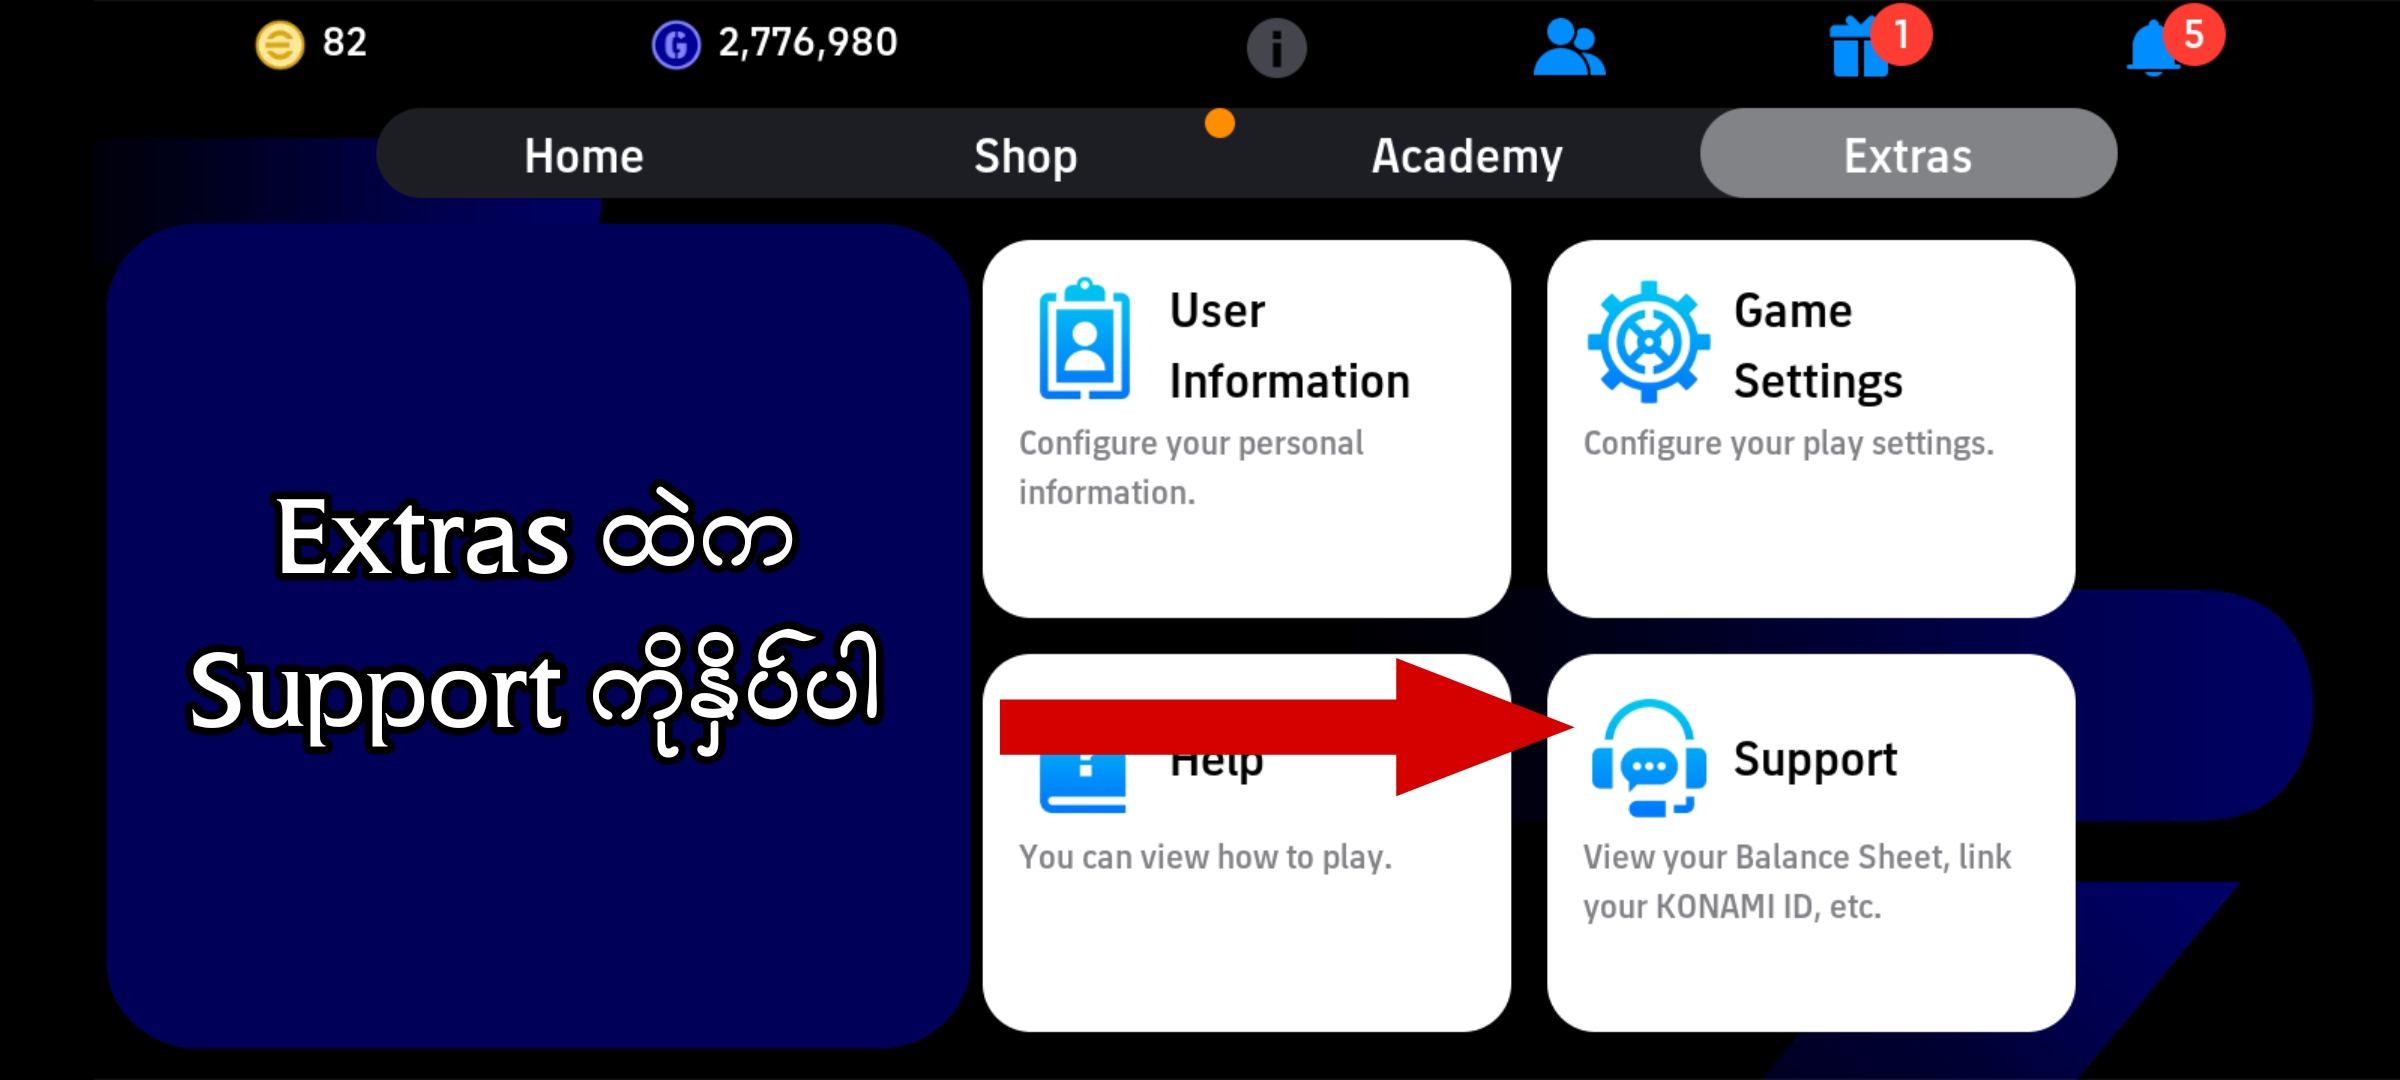 82
2,776,980
1
5
Home
Shop
Academy
Extras
Extras ထဲက
Support ကိုနှိပ်ပါ
User
Information
Configure your personal
information.
Game
Settings
Configure your play settings.
Help
You can view how to play.
Support
View your Balance Sheet, link
your KONAMI ID, etc.